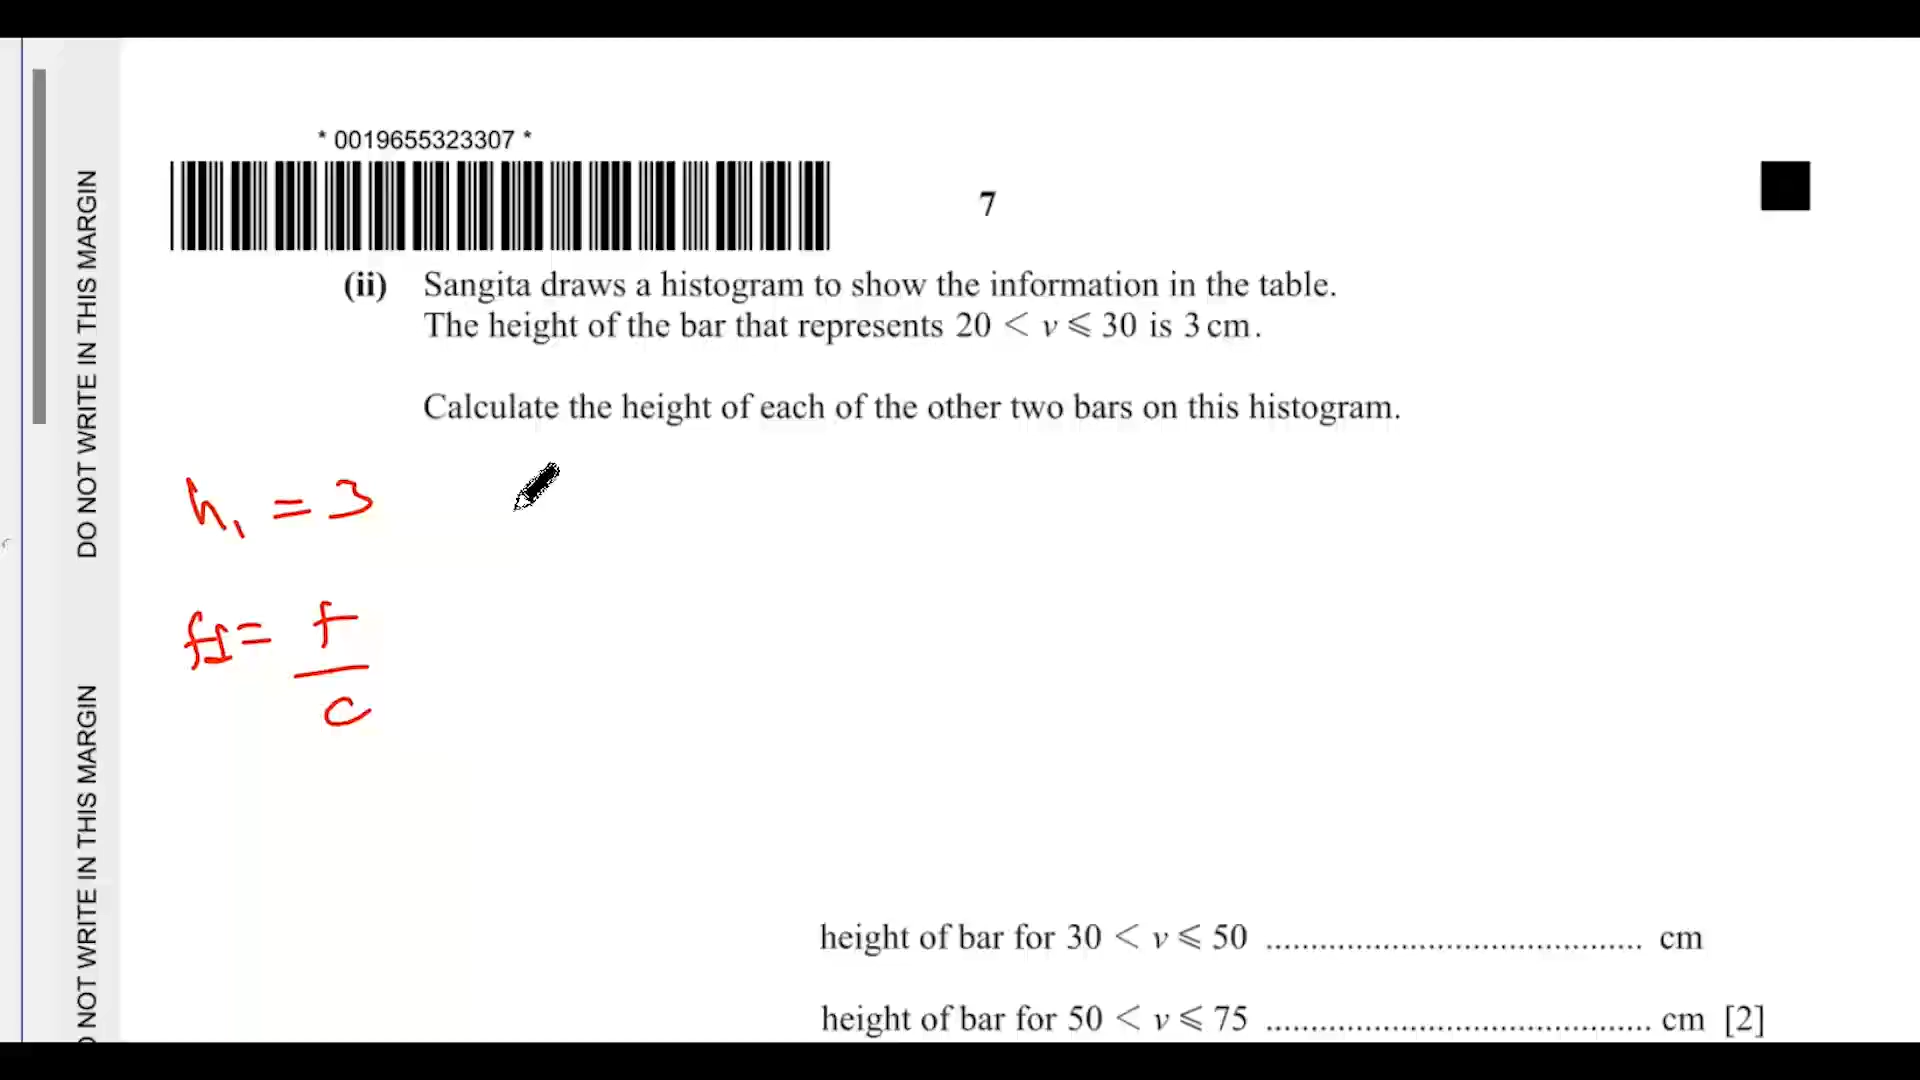 * 0019655323307 *
7
DO NOT WRITE IN THIS MARGIN
(ii) Sangita draws a histogram to show the information in the table.
The height of the bar that represents 20 < v ⩽ 30 is 3 cm.
Calculate the height of each of the other two bars on this histogram.
h₁ = 3
f
=
c
O NOT WRITE IN THIS MARGIN
height of bar for 30 < v ⩽ 50 .......................................... cm
height of bar for 50 < v ⩽ 75 ........................................... cm [2]